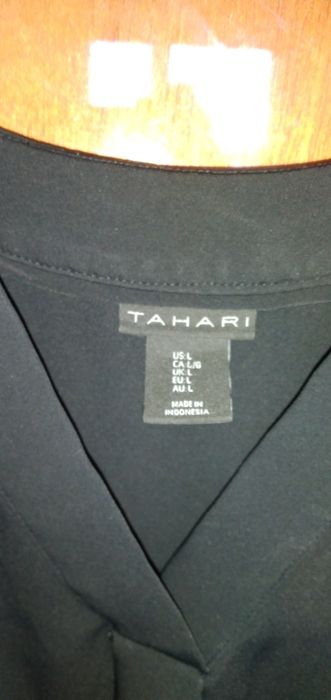 TAHARI
US:L
CA:L/G
UK:L
EU:L
AU:L
MADE IN
INDONESIA